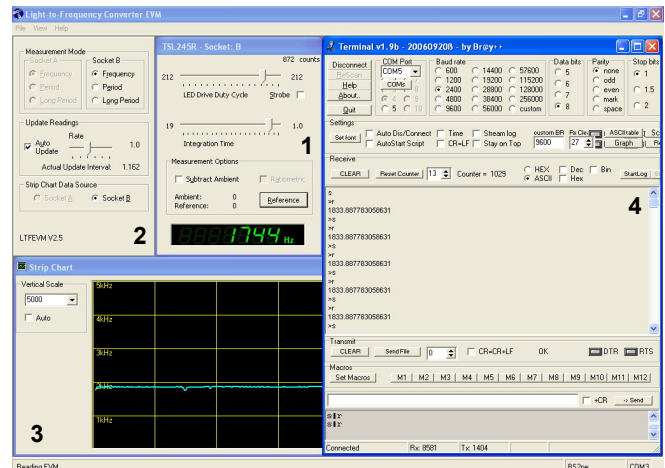 Light-to-Frequency Convertor EVM
File View Help
Measurement Mode
Socket A
Frequency
Period
Long Period
Socket B
Frequency
Period
Long Period
Update Readings
Auto Update
Rate
1.0
Actual Update Interval: 1.162
Strip Chart Data Source
Socket A
Socket B
LTFEVM V2.5
2
TSL245R - Socket: B
872 counts
212
212
LED Drive Duty Cycle
Strobe
19
1.0
Integration Time
1
Measurement Options
Subtract Ambient
Ratiometric
Ambient: 0
Reference: 0
Reference
1744 Hz
Strip Chart
Vertical Scale
5000
Auto
5kHz
4kHz
3kHz
2kHz
1kHz
3
Terminal v1.9b - 20060920ß - by Br@y++
Disconnect
ReScan
Help
About..
Quit
COM Port
COM5
COMs
Baud rate
600 14400 57600
1200 19200 115200
2400 28800 128000
4800 38400 256000
9600 56000 custom
Data bits
5
6
7
8
Parity
none
odd
even
mark
space
Stop bits
1
1.5
2
Settings
Set font
Auto Dis/Connect Time Stream log
AutoStart Script CR=LF Stay on Top
custom BR
9600
27
ASCII table
Graph
Receive
CLEAR
Reset Counter
13
Counter = 1029
HEX
ASCII
Dec
Hex
Bin
StartLog
4
s
>r
1833.887783058631
>s
>r
1833.887783058631
>s
>r
1833.887783058631
>s
>r
1833.887783058631
>s
>r
1833.887783058631
>s
Transmit
CLEAR
Send File
0
CR=CR+LF
OK
DTR
RTS
Macros
Set Macros
M1 M2 M3 M4 M5 M6 M7 M8 M9 M10 M11 M12
+CR
-> Send
Connected
Rx: 8581
Tx: 1404
Reading EVM
COM3